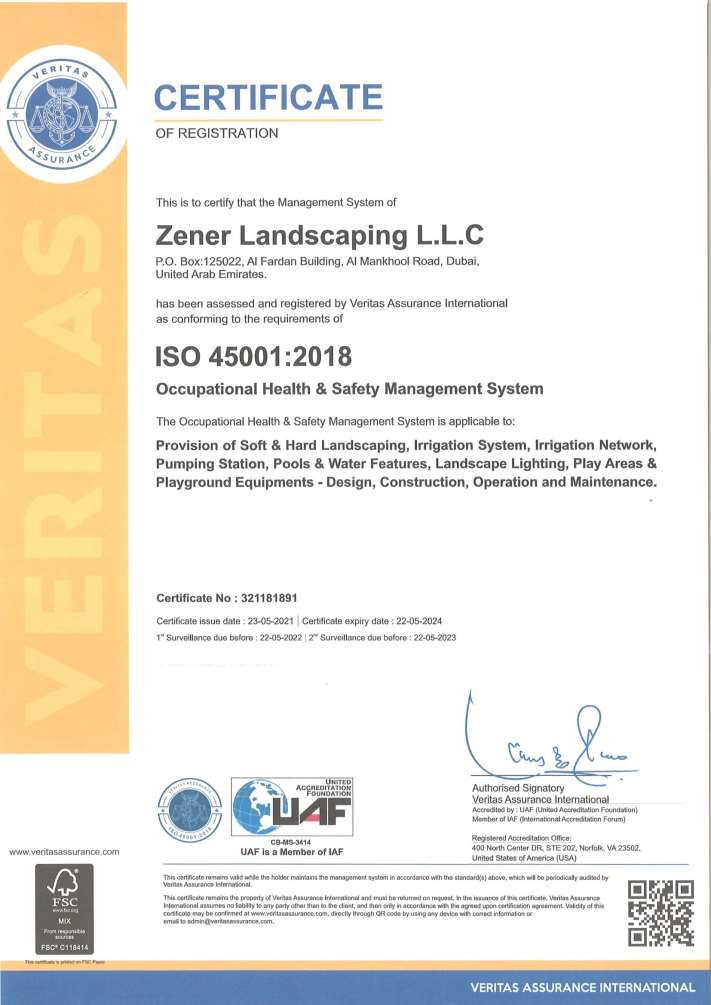 VERITAS
ASSURANCE
VERITAS
CERTIFICATE
OF REGISTRATION
This is to certify that the Management System of
Zener Landscaping L.L.C
P.O. Box:125022, Al Fardan Building, Al Mankhool Road, Dubai,
United Arab Emirates.
has been assessed and registered by Veritas Assurance International
as conforming to the requirements of
ISO 45001:2018
Occupational Health & Safety Management System
The Occupational Health & Safety Management System is applicable to:
Provision of Soft & Hard Landscaping, Irrigation System, Irrigation Network,
Pumping Station, Pools & Water Features, Landscape Lighting, Play Areas &
Playground Equipments - Design, Construction, Operation and Maintenance.
Certificate No : 321181891
Certificate issue date : 23-05-2021 | Certificate expiry date : 22-05-2024
1st Surveillance due before : 22-05-2022 | 2nd Surveillance due before : 22-05-2023
Authorised Signatory
Veritas Assurance International
Accredited by : UAF (United Accreditation Foundation)
Member of IAF (International Accreditation Forum)
Registered Accreditation Office:
400 North Center DR, STE 202, Norfolk, VA 23502,
United States of America (USA)
VERITAS ASSURANCE
ISO 45001:2018
UNITED
ACCREDITATION
FOUNDATION
UAF
CB-MS-3414
UAF is a Member of IAF
www.veritasassurance.com
FSC
www.fsc.org
MIX
From responsible
sources
FSC® C118414
This certificate is printed on FSC Paper
This certificate remains valid while the holder maintains the management system in accordance with the standard(s) above, which will be periodically audited by
Veritas Assurance International.
This certificate remains the property of Veritas Assurance International and must be returned on request. In the issuance of this certificate, Veritas Assurance
International assumes no liability to any party other than to the client, and then only in accordance with the agreed upon certification agreement. Validity of this
certificate may be confirmed at www.veritasassurance.com, directly through QR code by using any device with correct information or
email to admin@veritasassurance.com.
VERITAS ASSURANCE INTERNATIONAL